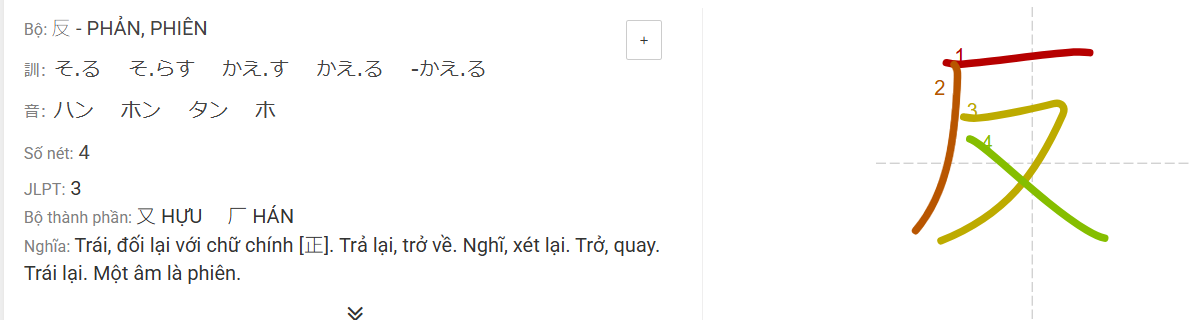 Bộ: 反 - PHẢN, PHIÊN
+
訓: そ.る そ.らす かえ.す かえ.る -かえ.る
音: ハン ホン タン ホ
Số nét: 4
JLPT: 3
Bộ thành phần: 又 HỰU 厂 HÁN
Nghĩa: Trái, đối lại với chữ chính [正]. Trả lại, trở về. Nghĩ, xét lại. Trở, quay.
Trái lại. Một âm là phiên.
反
1
2
3
4